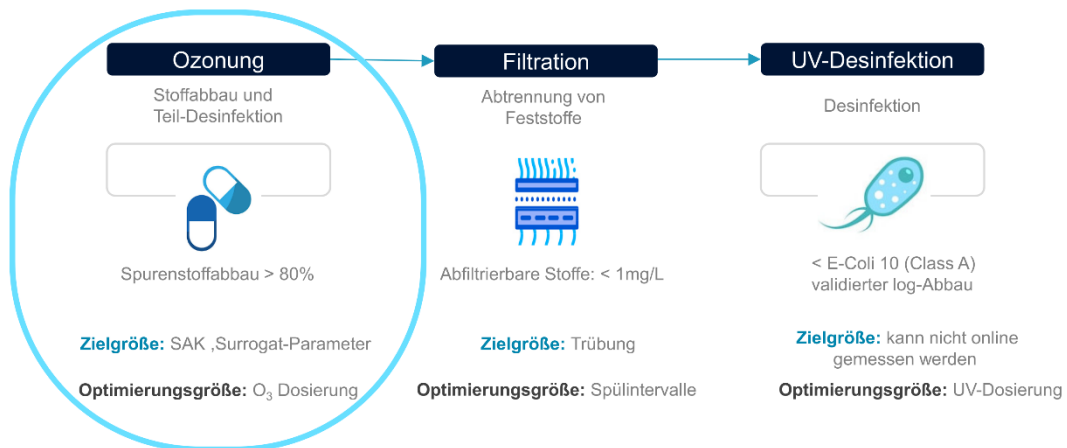 Ozonung
Stoffabbau und
Teil-Desinfektion
Spurenstoffabbau > 80%
Zielgröße: SAK ,Surrogat-Parameter
Optimierungsgröße: O₃ Dosierung
Filtration
Abtrennung von
Feststoffe
Abfiltrierbare Stoffe: < 1mg/L
Zielgröße: Trübung
Optimierungsgröße: Spülintervalle
UV-Desinfektion
Desinfektion
< E-Coli 10 (Class A)
validierter log-Abbau
Zielgröße: kann nicht online
gemessen werden
Optimierungsgröße: UV-Dosierung